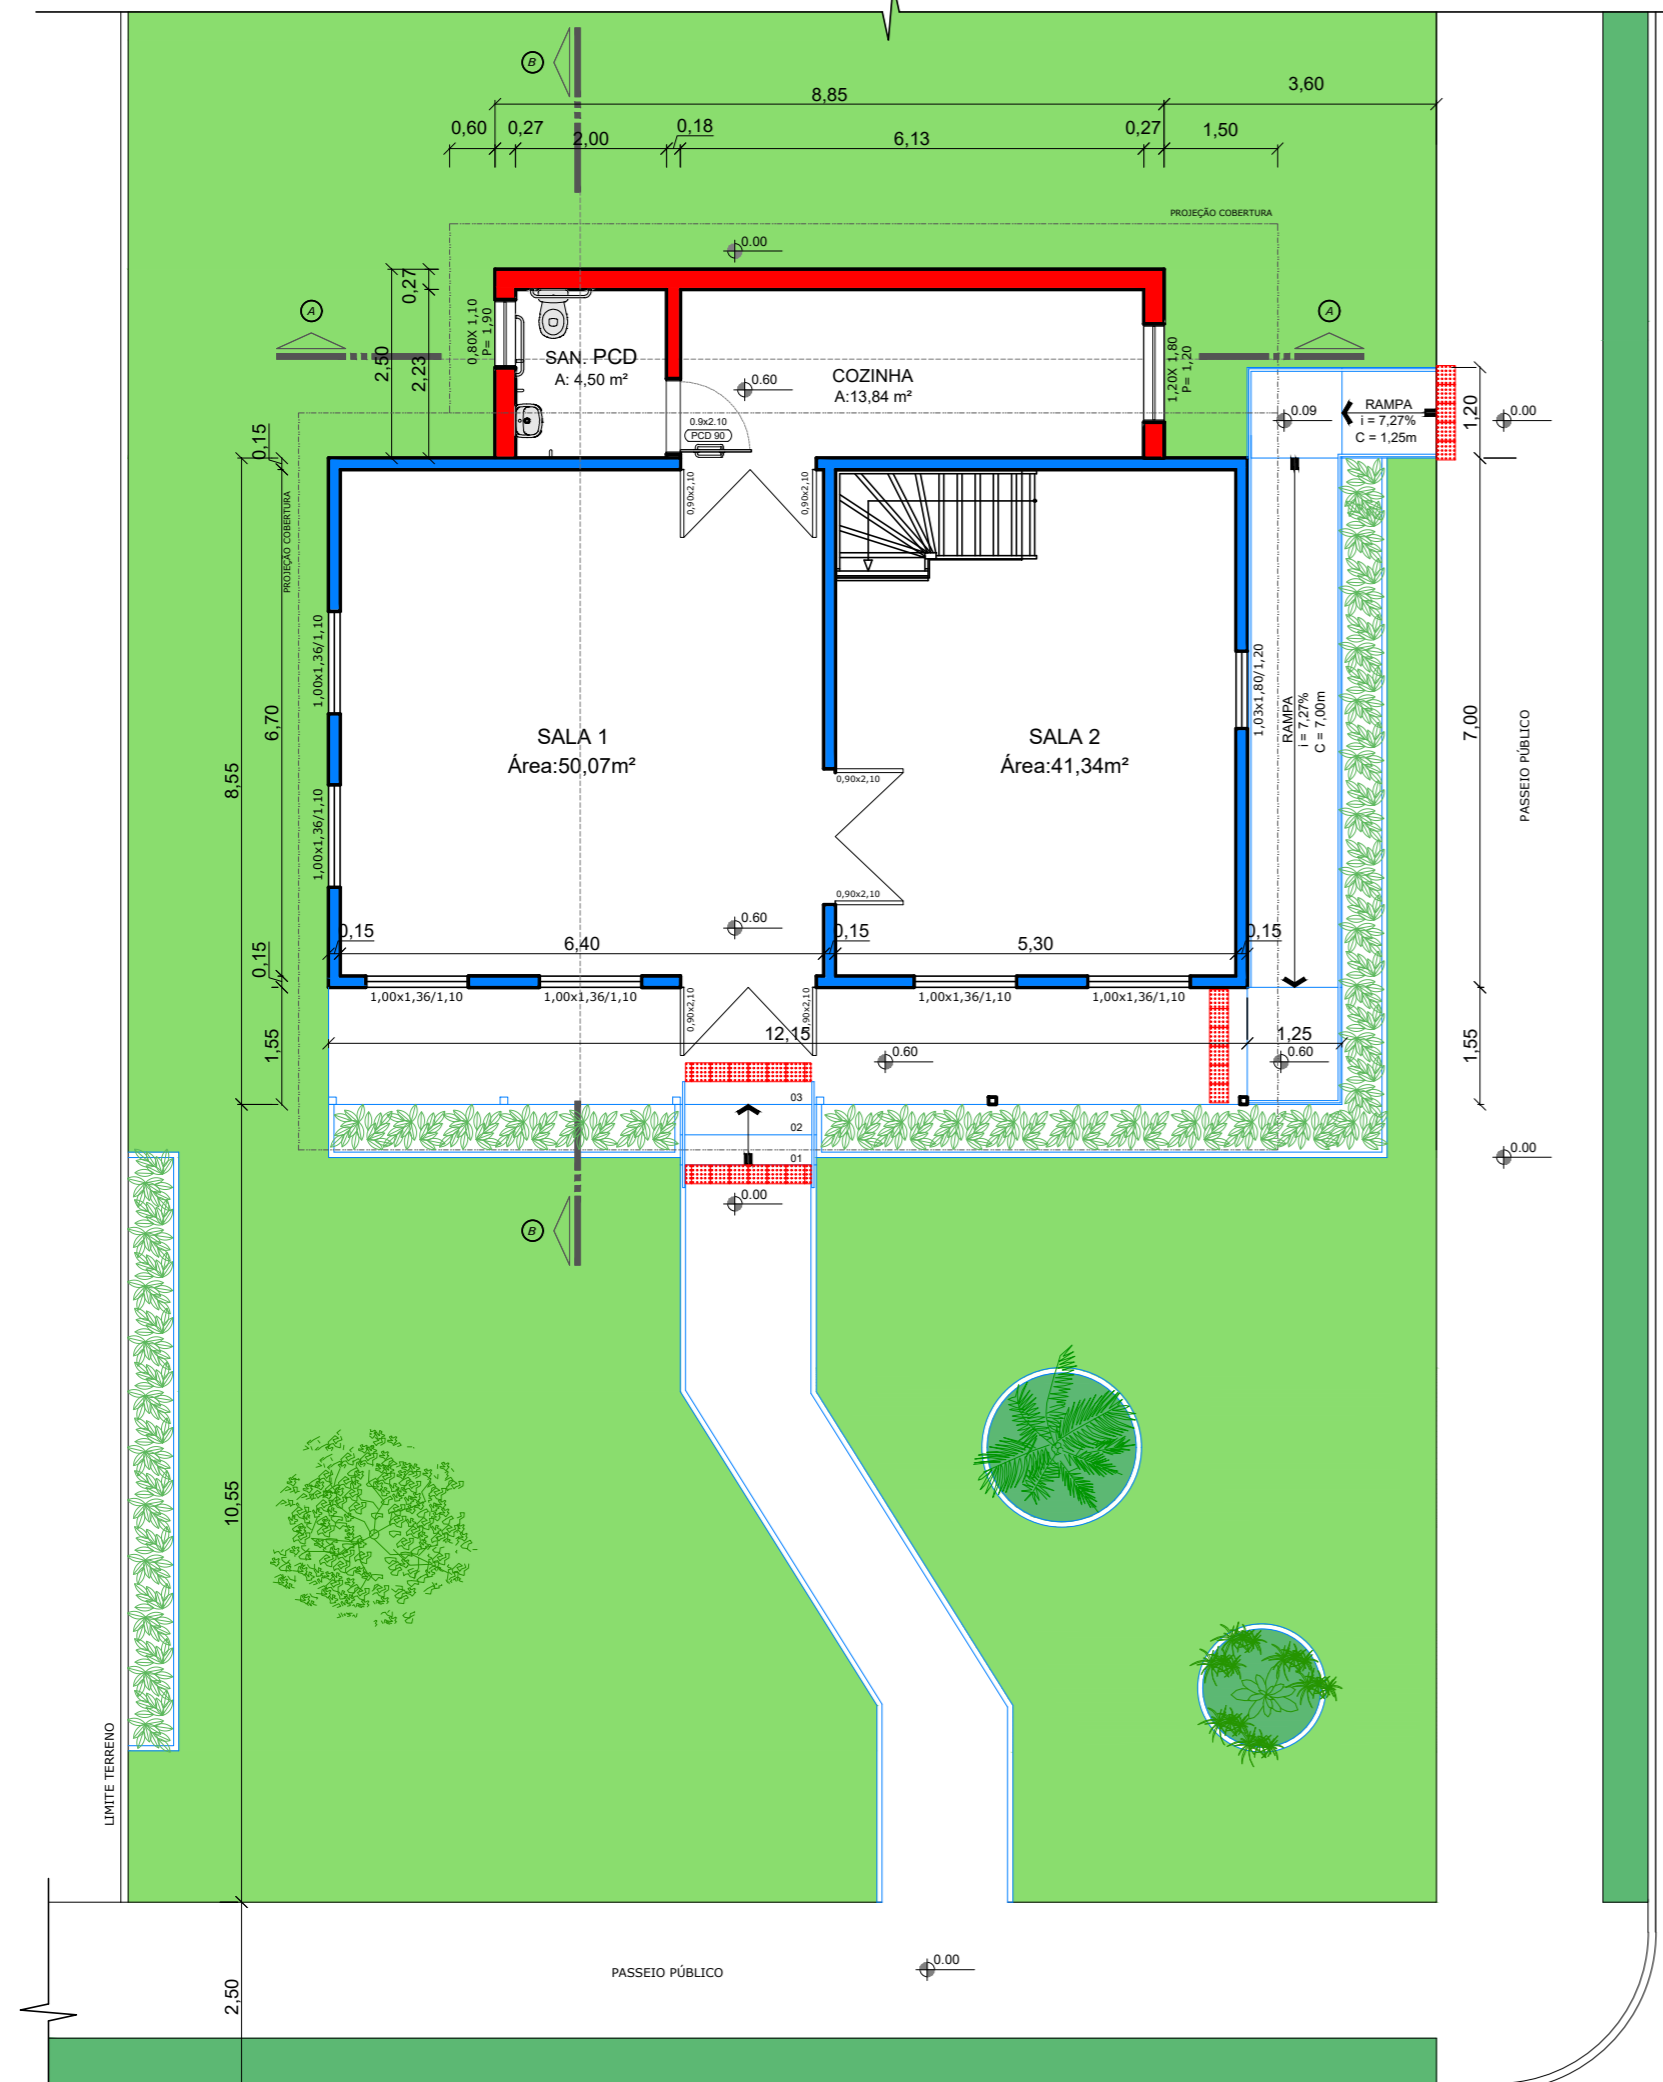 B
8,85
3,60
0,60
0,27
2,00
0,18
6,13
0,27
1,50
PROJEÇÃO COBERTURA
0.00
0,27
2,50
2,23
0,15
A
A
0,80X 1,10
P= 1,90
SAN. PCD
A: 4,50 m²
0.60
COZINHA
A:13,84 m²
0.9x2.10
PCD 90
1,20X 1,80
P= 1,20
0.09
RAMPA
i = 7,27%
C = 1,25m
1,20
0.00
PROJEÇÃO COBERTURA
0,90x2,10
0,90x2,10
1,00x1,36/1,10
1,00x1,36/1,10
8,55
6,70
SALA 1
Área:50,07m²
SALA 2
Área:41,34m²
1,03x1,80/1,20
RAMPA
i = 7,27%
C = 7,00m
7,00
PASSEIO PÚBLICO
0,90x2,10
0,90x2,10
0.60
0,15
6,40
0,15
5,30
0,15
0,15
1,00x1,36/1,10
1,00x1,36/1,10
1,00x1,36/1,10
1,00x1,36/1,10
0,90x2,10
0,90x2,10
1,55
12,15
0.60
1,25
0.60
1,55
03
02
01
0.00
0.00
B
10,55
LIMITE TERRENO
2,50
PASSEIO PÚBLICO
0.00